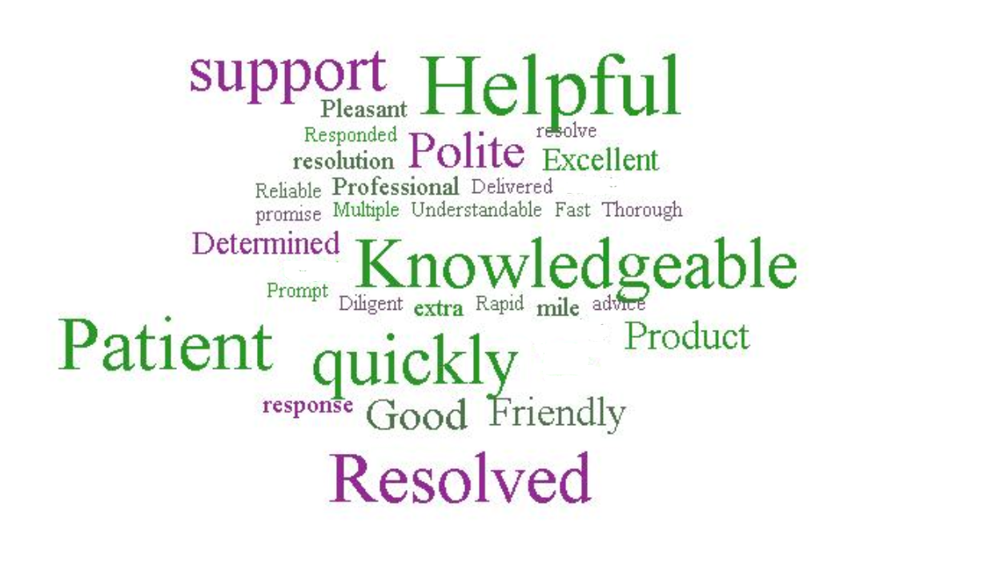 support Helpful
Pleasant
Responded resolve
resolution Polite Excellent
Reliable Professional Delivered
promise Multiple Understandable Fast Thorough
Determined Knowledgeable
Prompt
Diligent extra Rapid mile advice
Patient quickly Product
response Good Friendly
Resolved